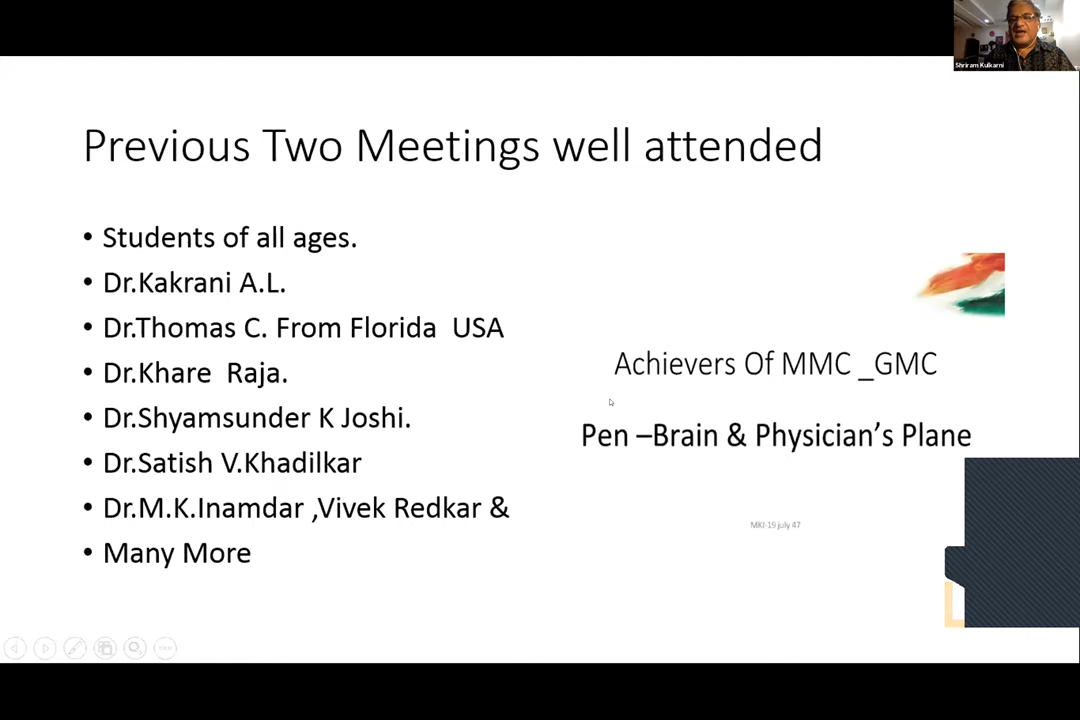 Shriram Kulkarni
Previous Two Meetings well attended
• Students of all ages.
• Dr.Kakrani A.L.
• Dr.Thomas C. From Florida USA
• Dr.Khare Raja.
• Dr.Shyamsunder K Joshi.
• Dr.Satish V.Khadilkar
• Dr.M.K.Inamdar ,Vivek Redkar &
• Many More
Achievers Of MMC _GMC
Pen –Brain & Physician’s Plane
MKI-19 july 47